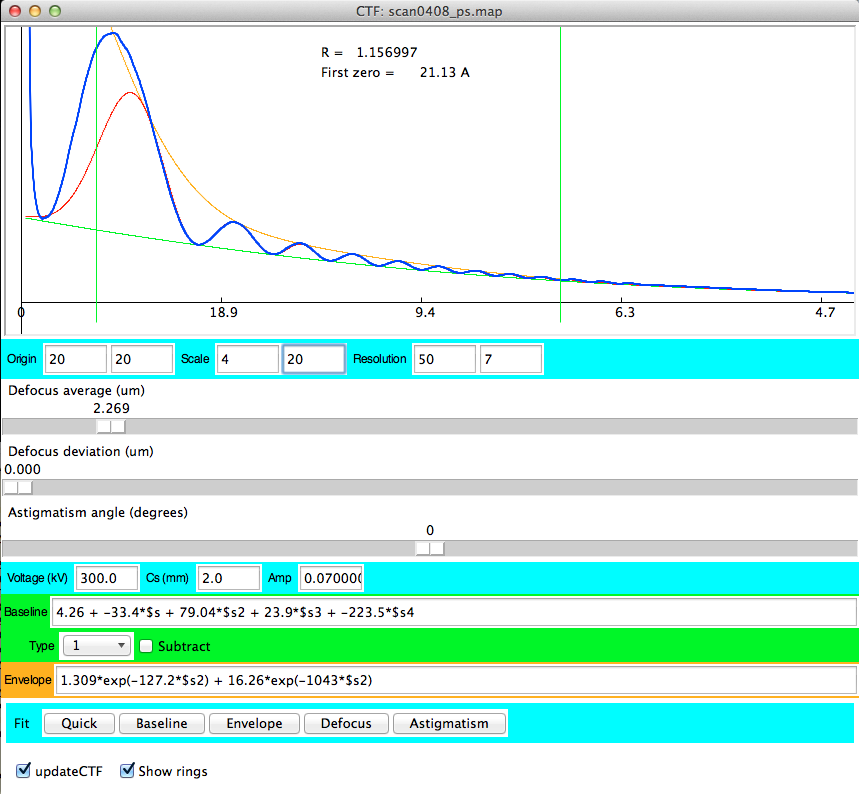 CTF: scan0408_ps.map
R = 1.156997
First zero = 21.13 A
0 18.9 9.4 6.3 4.7
Origin 20 20 Scale 4 20 Resolution 50 7
Defocus average (um)
2.269
Defocus deviation (um)
0.000
Astigmatism angle (degrees)
0
Voltage (kV) 300.0 Cs (mm) 2.0 Amp 0.070000
Baseline 4.26 + -33.4*$s + 79.04*$s2 + 23.9*$s3 + -223.5*$s4
Type 1 Subtract
Envelope 1.309*exp(-127.2*$s2) + 16.26*exp(-1043*$s2)
Fit Quick Baseline Envelope Defocus Astigmatism
updateCTF Show rings